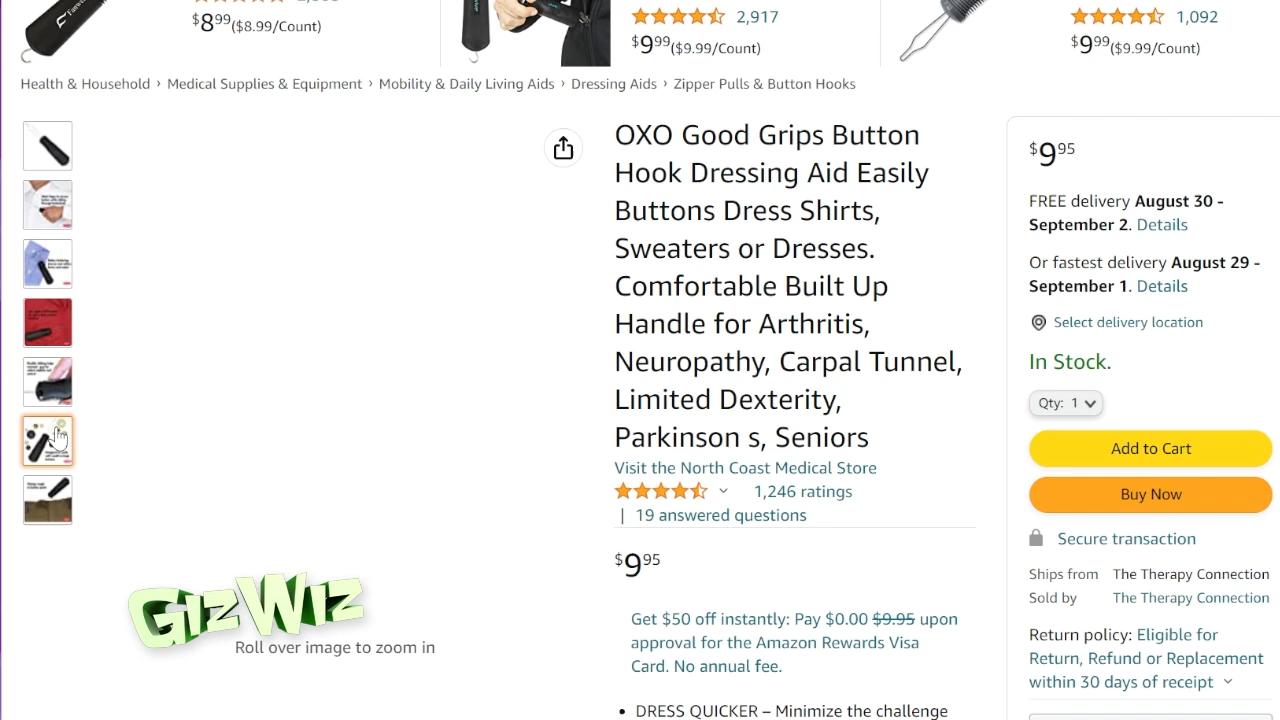 $8.99($8.99/Count)
2,917
$9.99($9.99/Count)
1,092
$9.99($9.99/Count)
Health & Household › Medical Supplies & Equipment › Mobility & Daily Living Aids › Dressing Aids › Zipper Pulls & Button Hooks
OXO Good Grips Button
Hook Dressing Aid Easily
Buttons Dress Shirts,
Sweaters or Dresses.
Comfortable Built Up
Handle for Arthritis,
Neuropathy, Carpal Tunnel,
Limited Dexterity,
Parkinson s, Seniors
Visit the North Coast Medical Store
1,246 ratings
| 19 answered questions
$9.95
Get $50 off instantly: Pay $0.00 $9.95 upon
approval for the Amazon Rewards Visa
Card. No annual fee.
• DRESS QUICKER – Minimize the challenge
GizWiz
Roll over image to zoom in
$9.95
FREE delivery August 30 -
September 2. Details
Or fastest delivery August 29 -
September 1. Details
Select delivery location
In Stock.
Qty: 1
Add to Cart
Buy Now
Secure transaction
Ships from The Therapy Connection
Sold by The Therapy Connection
Return policy: Eligible for
Return, Refund or Replacement
within 30 days of receipt